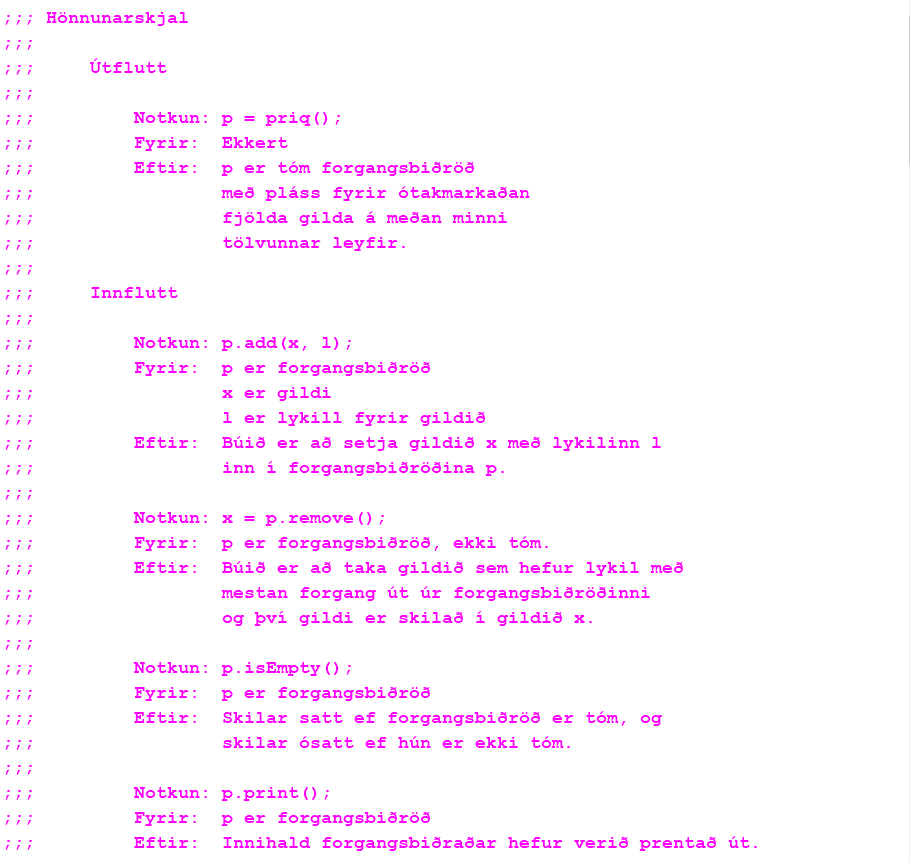 ;;; Hönnunarskjal
;;;
;;; Útflutt
;;;
;;; Notkun: p = priq();
;;; Fyrir: Ekkert
;;; Eftir: p er tóm forgangsbiðröð
;;; með pláss fyrir ótakmarkaðan
;;; fjölda gilda á meðan minni
;;; tölvunnar leyfir.
;;;
;;; Innflutt
;;;
;;; Notkun: p.add(x, l);
;;; Fyrir: p er forgangsbiðröð
;;; x er gildi
;;; l er lykill fyrir gildið
;;; Eftir: Búið er að setja gildið x með lykilinn l
;;; inn í forgangsbiðröðina p.
;;;
;;; Notkun: x = p.remove();
;;; Fyrir: p er forgangsbiðröð, ekki tóm.
;;; Eftir: Búið er að taka gildið sem hefur lykil með
;;; mestan forgang út úr forgangsbiðröðinni
;;; og því gildi er skilað í gildið x.
;;;
;;; Notkun: p.isEmpty();
;;; Fyrir: p er forgangsbiðröð
;;; Eftir: Skilar satt ef forgangsbiðröð er tóm, og
;;; skilar ósatt ef hún er ekki tóm.
;;;
;;; Notkun: p.print();
;;; Fyrir: p er forgangsbiðröð
;;; Eftir: Innihald forgangsbiðraðar hefur verið prentað út.